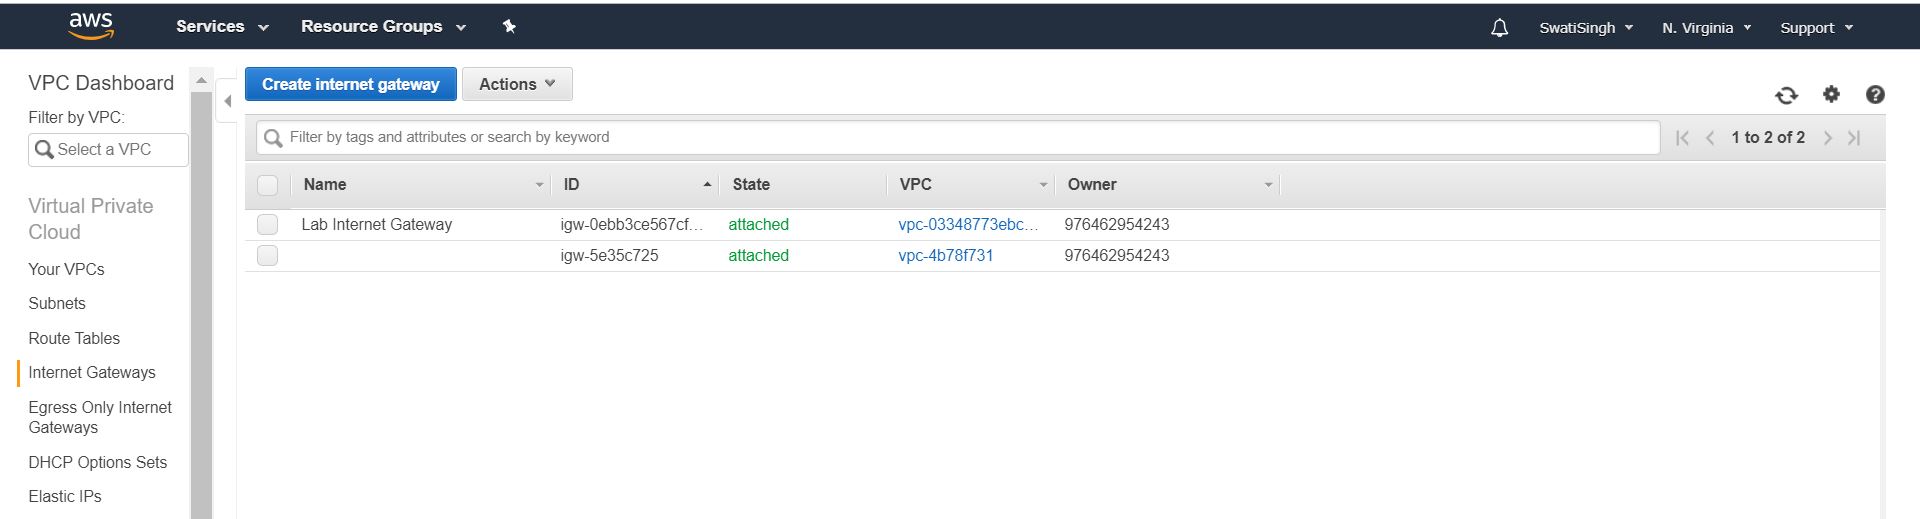 aws Services Resource Groups SwatiSingh N. Virginia Support
VPC Dashboard
Filter by VPC:
Select a VPC
Virtual Private
Cloud
Your VPCs
Subnets
Route Tables
Internet Gateways
Egress Only Internet
Gateways
DHCP Options Sets
Elastic IPs
Create internet gateway Actions
Filter by tags and attributes or search by keyword 1 to 2 of 2
Name ID State VPC Owner
Lab Internet Gateway igw-0ebb3ce567cf... attached vpc-03348773ebc... 976462954243
igw-5e35c725 attached vpc-4b78f731 976462954243